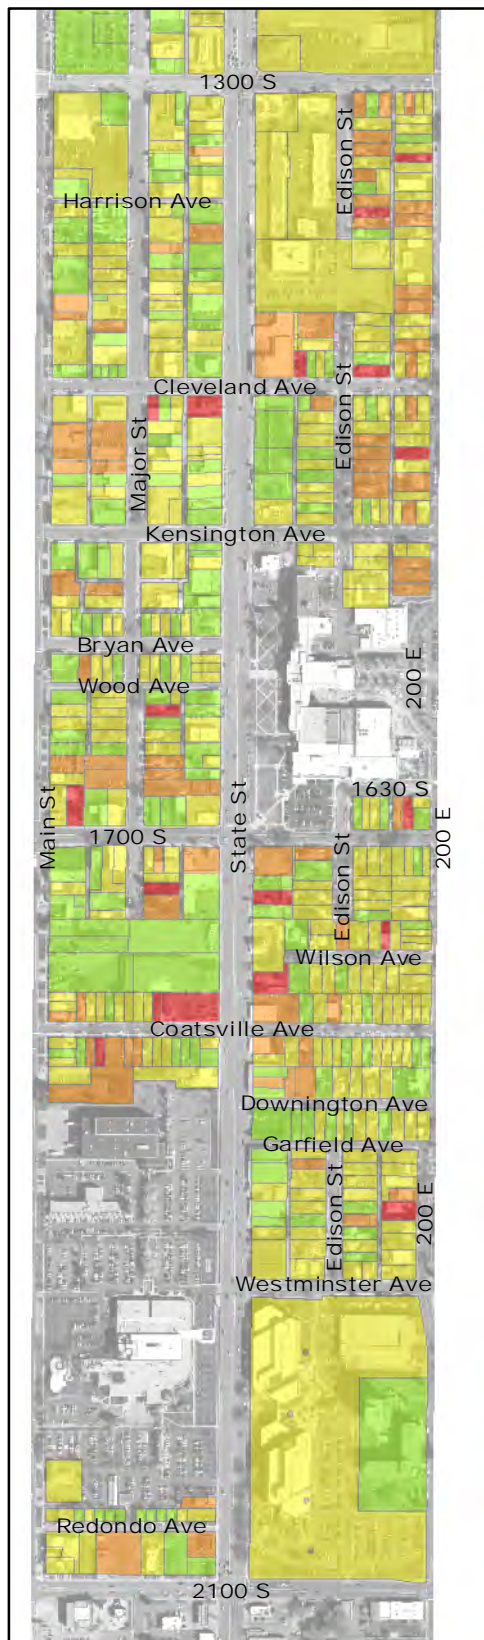 1300 S
Edison St
Harrison Ave
Cleveland Ave
Edison St
Major St
Kensington Ave
Bryan Ave
200 E
Wood Ave
1630 S
Main St
1700 S
State St
200 E
Edison St
Wilson Ave
Coatsville Ave
Downington Ave
Garfield Ave
Edison St
200 E
Westminster Ave
Redondo Ave
2100 S